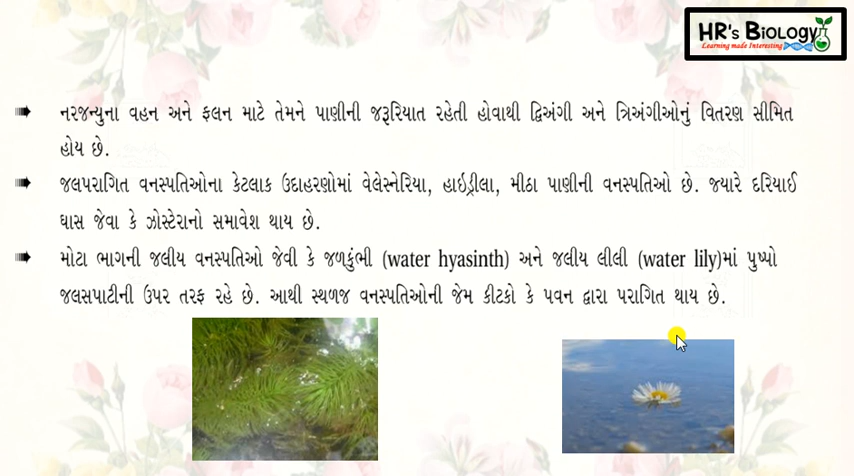 HR's Biology
Learning made Interesting
નરજન્યુના વહન અને ફલન માટે તેમને પાણીની જરૂરિયાત રહેતી હોવાથી દ્વિઅંગી અને ત્રિઅંગીઓનું વિતરણ સીમિત
હોય છે.
જલપરાગિત વનસ્પતિઓના કેટલાક ઉદાહરણોમાં વેલેસ્નેરિયા, હાઇડ્રીલા, મીઠા પાણીની વનસ્પતિઓ છે. જ્યારે દરિયાઈ
ઘાસ જેવા કે ઝોસ્ટેરાનો સમાવેશ થાય છે.
મોટા ભાગની જલીય વનસ્પતિઓ જેવી કે જળકુંભી (water hyasinth) અને જલીય લીલી (water lily)માં પુષ્પો
જલસપાટીની ઉપર તરફ રહે છે. આથી સ્થળજ વનસ્પતિઓની જેમ કીટકો કે પવન દ્વારા પરાગિત થાય છે.